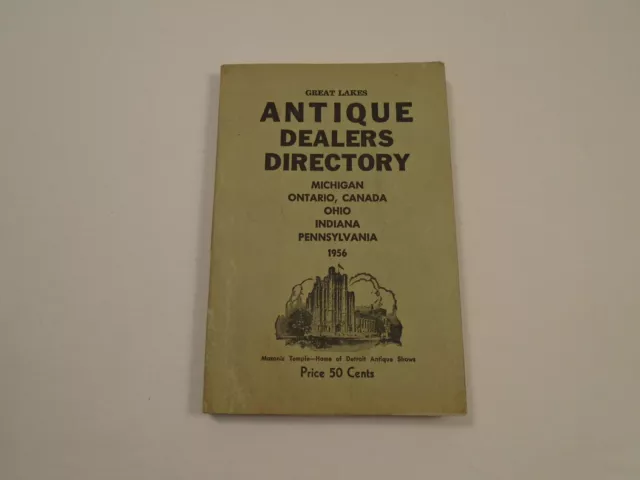 GREAT LAKES
ANTIQUE
DEALERS
DIRECTORY
MICHIGAN
ONTARIO, CANADA
OHIO
INDIANA
PENNSYLVANIA
1956
Masonic Temple—Home of Detroit Antique Shows
Price 50 Cents